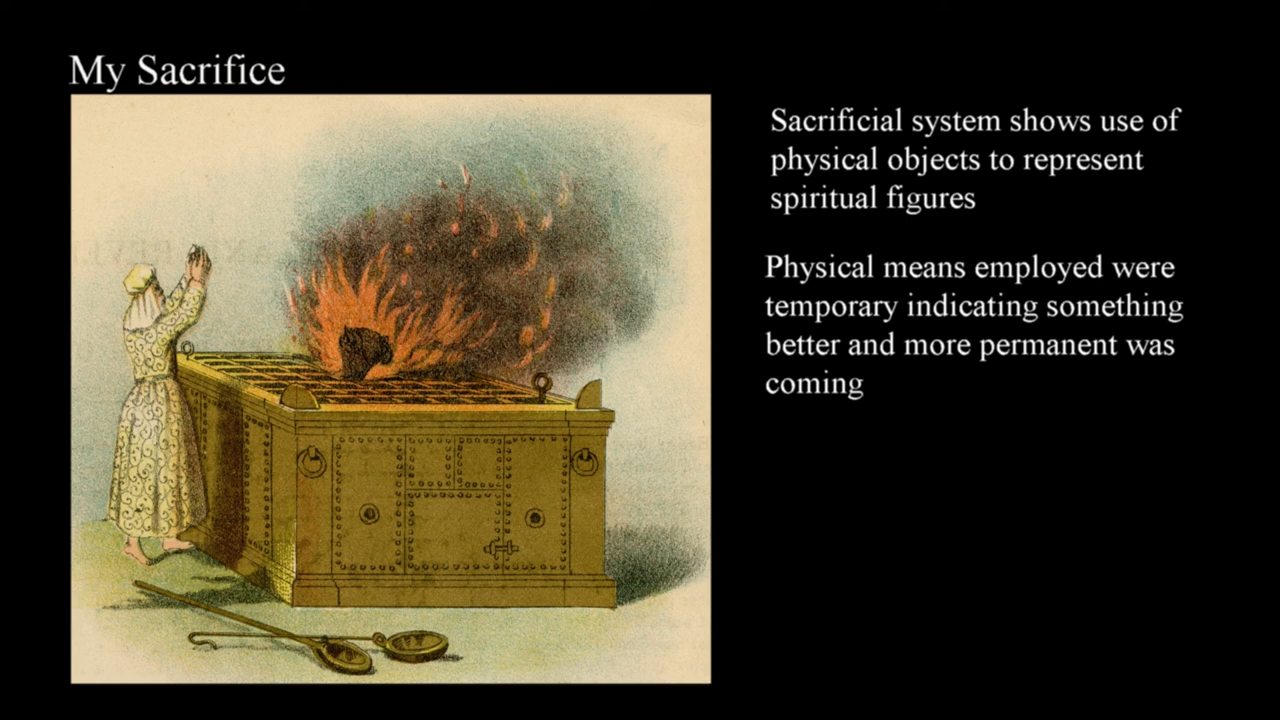 My Sacrifice
Sacrificial system shows use of
physical objects to represent
spiritual figures
Physical means employed were
temporary indicating something
better and more permanent was
coming